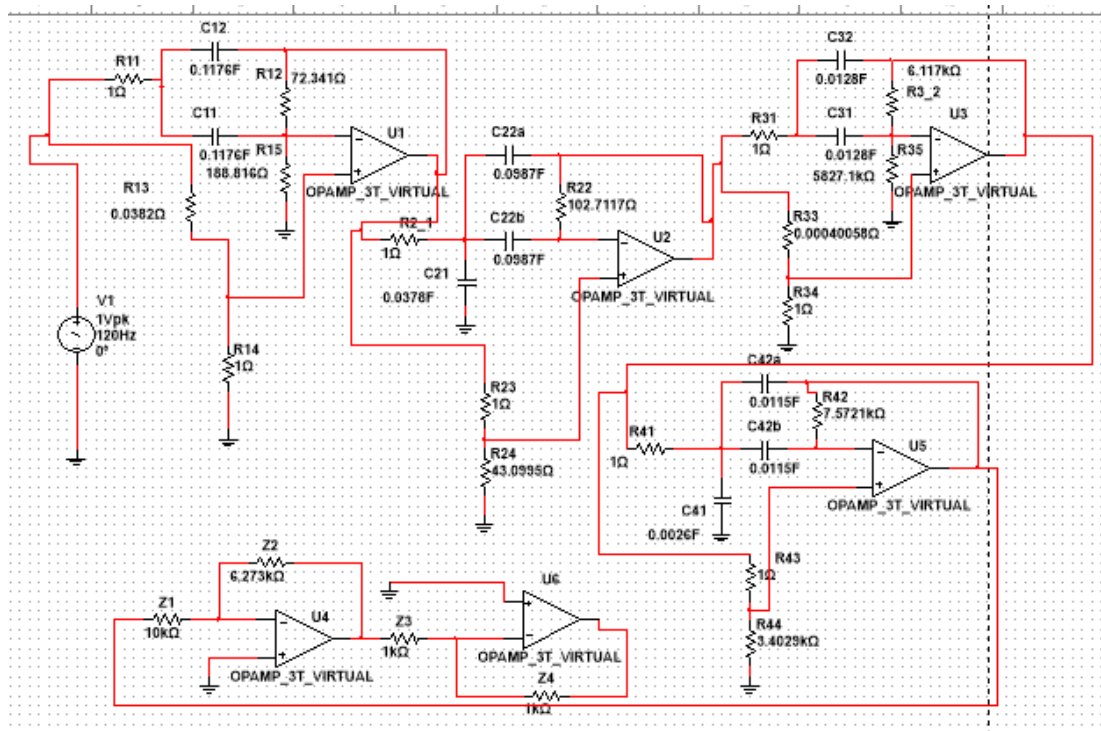 C12
0.1176F
R11
1Ω
R12
72.341Ω
C11
0.1176F
R15
188.816Ω
U1
OPAMP_3T_VIRTUAL
R13
0.0382Ω
V1
1Vpk
120Hz
0°
R14
1Ω
C22a
0.0987F
R22
102.7117Ω
R2_1
1Ω
C22b
0.0987F
U2
OPAMP_3T_VIRTUAL
C21
0.0378F
R23
1Ω
R24
43.0995Ω
C32
0.0128F
6.117kΩ
R3_2
R31
1Ω
C31
0.0128F
U3
R35
5827.1kΩ
OPAMP_3T_VIRTUAL
R33
0.00040058Ω
R34
1Ω
C42a
0.0115F
R42
7.5721kΩ
R41
1Ω
C42b
0.0115F
U5
OPAMP_3T_VIRTUAL
C41
0.0026F
R43
1Ω
R44
3.4029kΩ
Z2
6.273kΩ
Z1
10kΩ
U4
OPAMP_3T_VIRTUAL
Z3
1kΩ
U6
OPAMP_3T_VIRTUAL
Z4
1kΩ